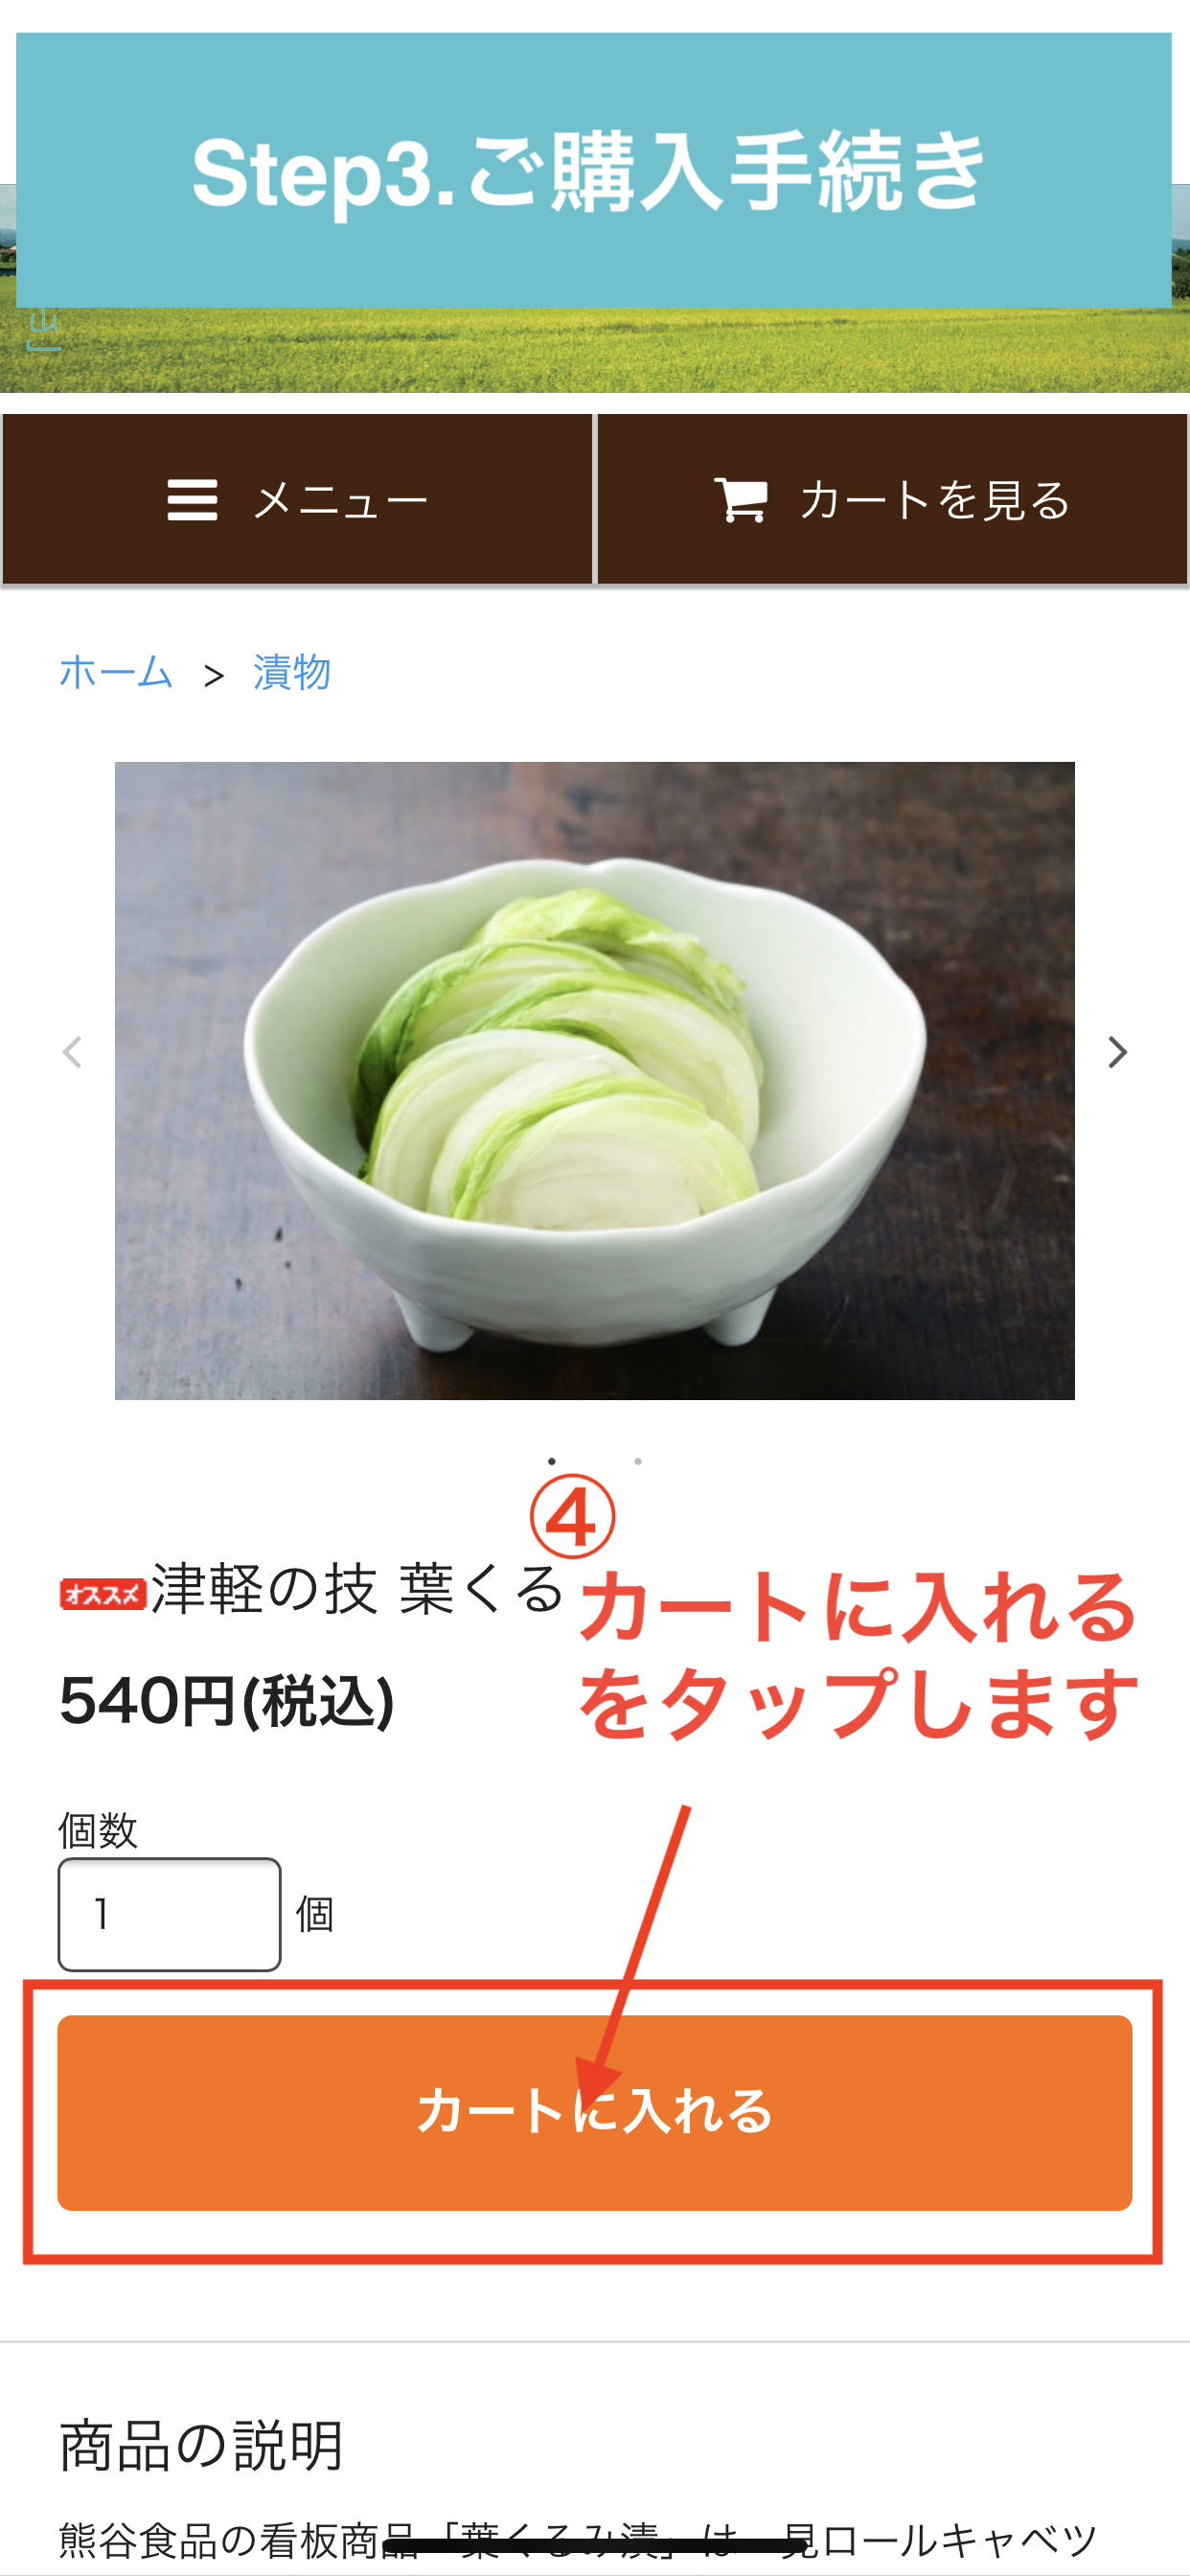 Step3.ご購入手続き
メニュー
カートを見る
ホーム > 漬物
④
オススメ 津軽の技 葉くる
カートに入れる
をタップします
540円(税込)
個数
1 個
カートに入れる
商品の説明
熊谷食品の看板商品「葉くるみ漬」は、一見ロールキャベツ